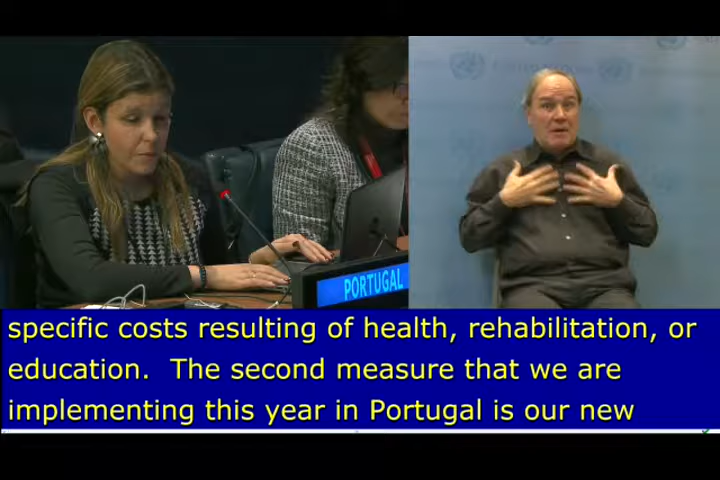 PORTUGAL
specific costs resulting of health, rehabilitation, or
education.  The second measure that we are
implementing this year in Portugal is our new